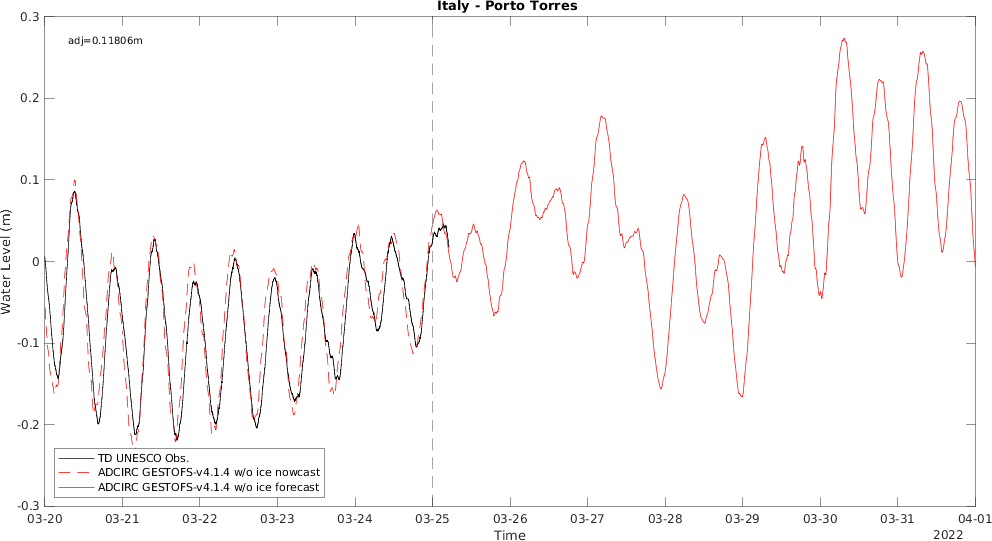 Italy - Porto Torres
adj=0.11806m
Water Level (m)
0.3
0.2
0.1
0
-0.1
-0.2
-0.3
TD UNESCO Obs.
ADCIRC GESTOFS-v4.1.4 w/o ice nowcast
ADCIRC GESTOFS-v4.1.4 w/o ice forecast
03-20 03-21 03-22 03-23 03-24 03-25 03-26 03-27 03-28 03-29 03-30 03-31 04-01
Time
2022